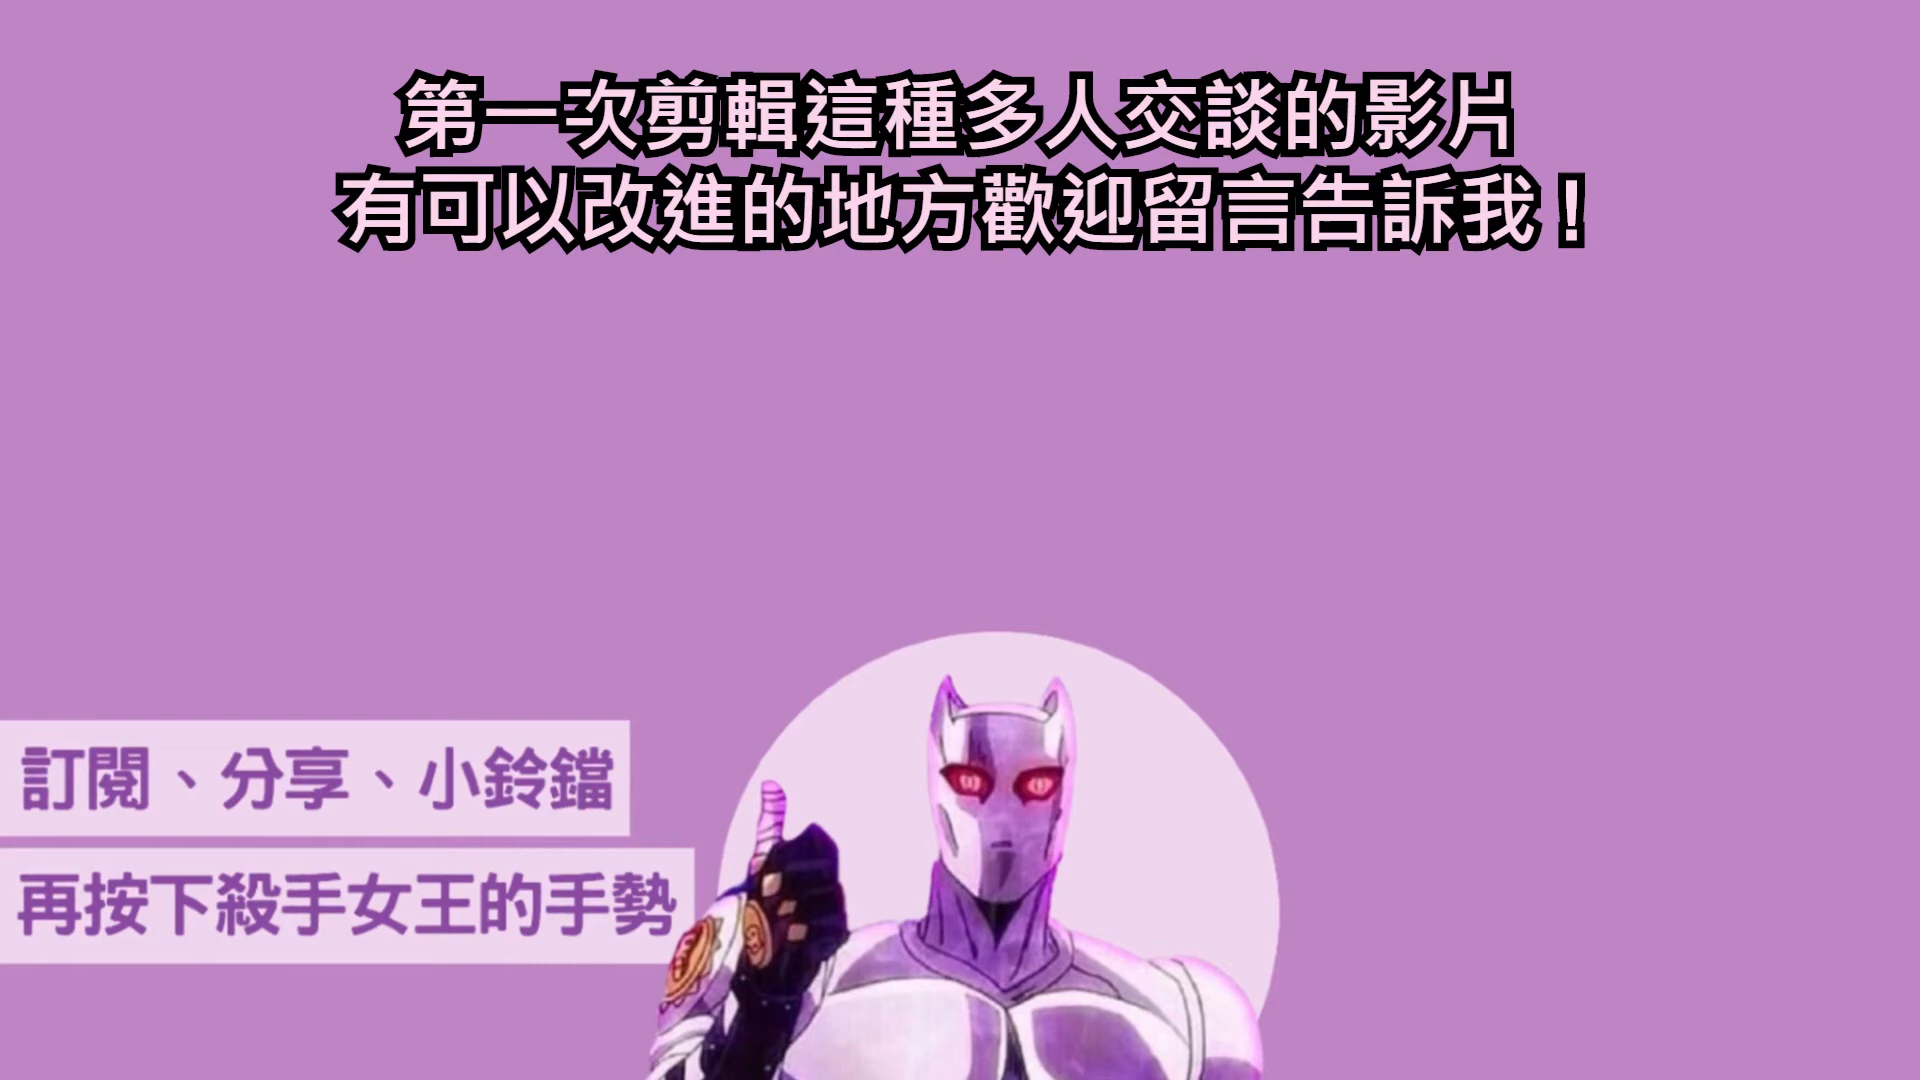 第一次剪輯這種多人交談的影片
有可以改進的地方歡迎留言告訴我！
訂閱、分享、小鈴鐺
再按下殺手女王的手勢